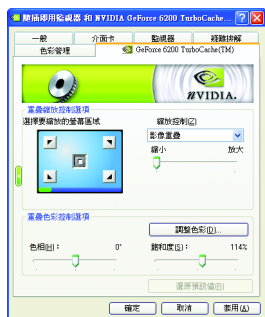 隨插即用監視器 和 NVIDIA GeForce 6200 TurboCache...
一般 介面卡 監視器 疑難排解
色彩管理 GeForce 6200 TurboCache(TM)
nVIDIA.
重疊縮放控制選項
選擇要縮放的螢幕區域 縮放控制(Z)
影像重疊
縮小 放大
重疊色彩控制選項
調整色彩(D)...
色相(H): 0° 飽和度(S): 114%
還原預設值(R)
確定 取消 套用(A)